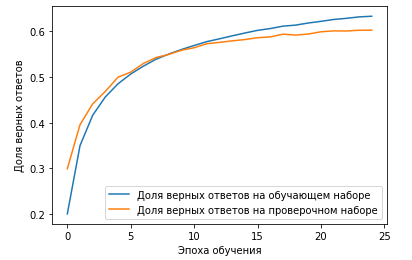 0.6
0.5
0.4
0.3
0.2
Доля верных ответов
Доля верных ответов на обучающем наборе
Доля верных ответов на проверочном наборе
0 5 10 15 20 25
Эпоха обучения